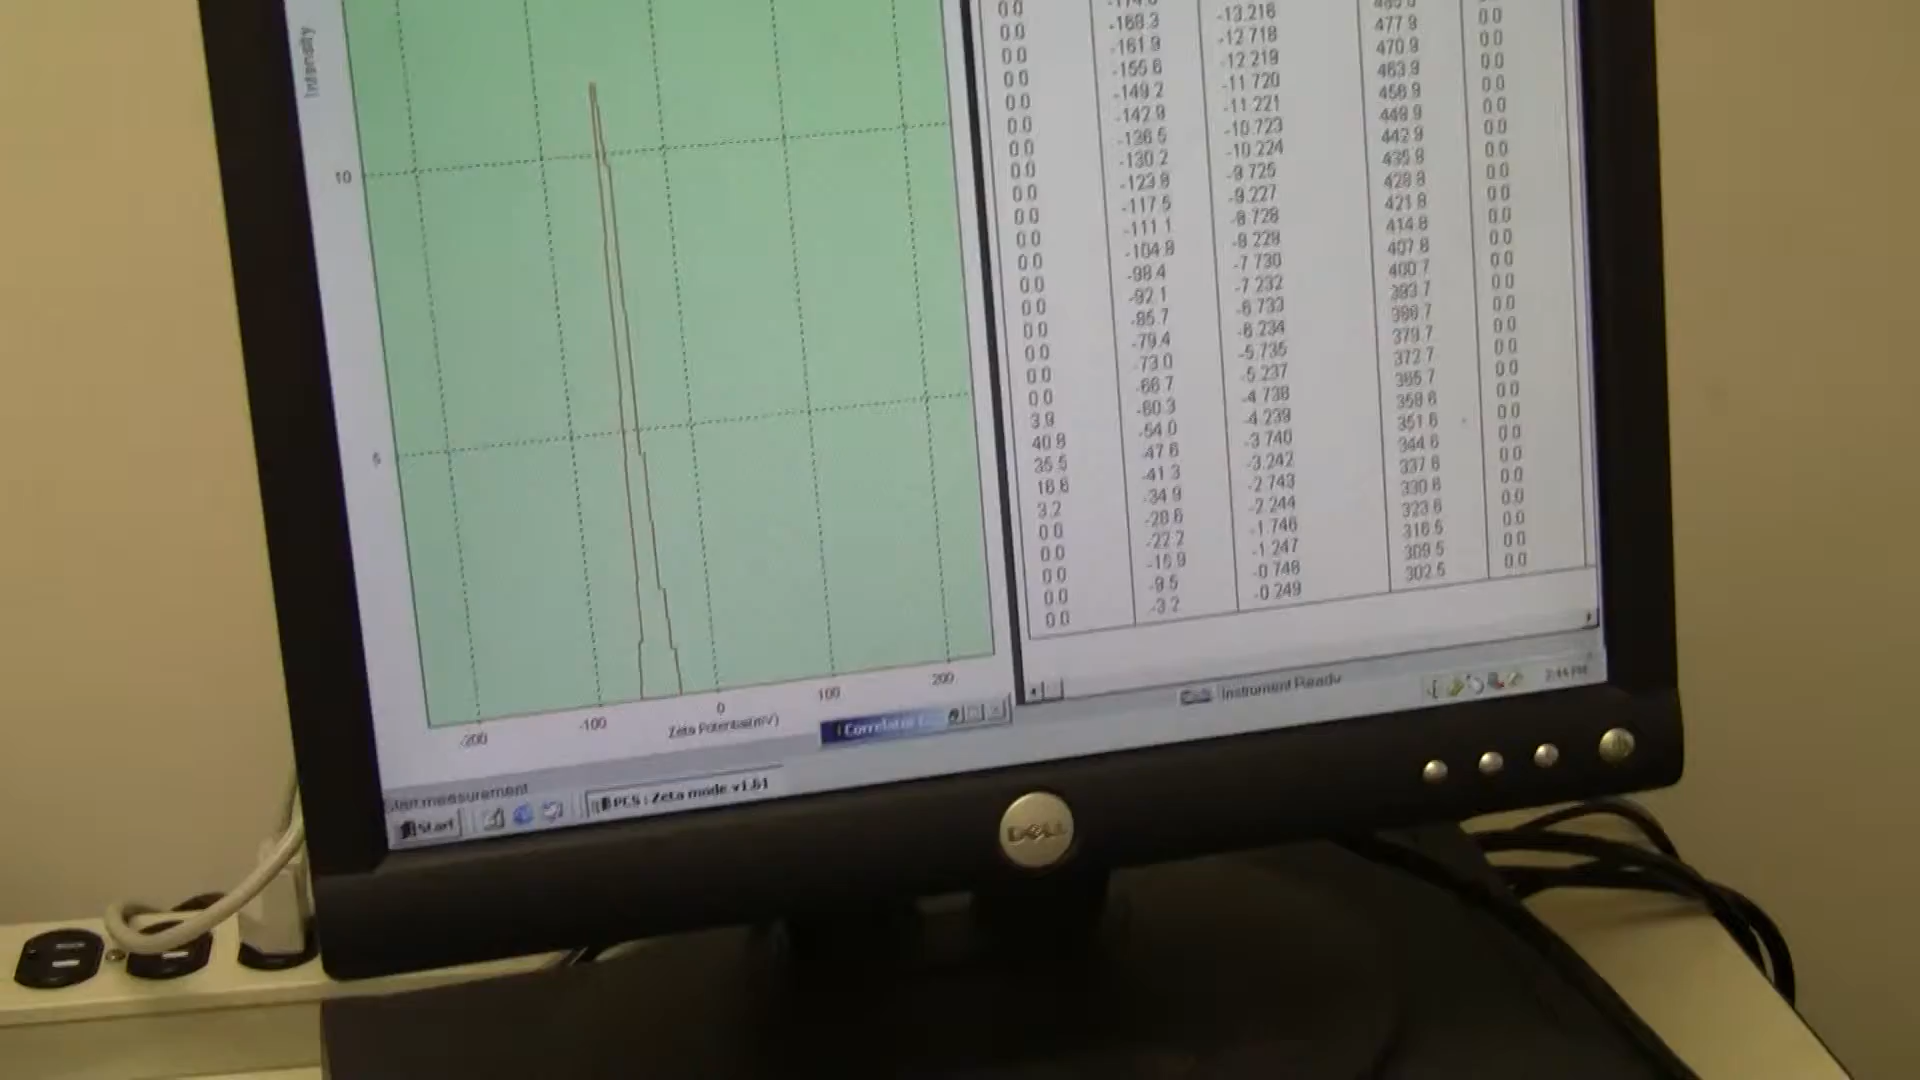 Intensity
10
5
-200
-100
0
100
200
Zeta Potential(mV)
0.0
0.0 -168.3 -13.216 0.0
0.0 -161.9 -12.718 477.9 0.0
0.0 -155.6 -12.219 470.9 0.0
0.0 -149.2 -11.720 463.9 0.0
0.0 -142.9 -11.221 456.9 0.0
0.0 -136.5 -10.723 449.9 0.0
0.0 -130.2 -10.224 442.9 0.0
0.0 -123.8 -9.725 435.8 0.0
0.0 -117.5 -9.227 428.8 0.0
0.0 -111.1 -8.728 421.8 0.0
0.0 -104.8 -8.229 414.8 0.0
0.0 -98.4 -7.730 407.8 0.0
0.0 -92.1 -7.232 400.7 0.0
0.0 -85.7 -6.733 393.7 0.0
0.0 -79.4 -6.234 386.7 0.0
0.0 -73.0 -5.735 379.7 0.0
0.0 -66.7 -5.237 372.7 0.0
3.9 -60.3 -4.738 365.7 0.0
40.9 -54.0 -4.239 358.6 0.0
35.5 -47.6 -3.740 351.6 0.0
18.8 -41.3 -3.242 344.6 0.0
3.2 -34.9 -2.743 337.6 0.0
0.0 -28.6 -2.244 330.6 0.0
0.0 -22.2 -1.746 323.6 0.0
0.0 -15.9 -1.247 316.5 0.0
0.0 -9.5 -0.748 309.5 0.0
0.0 -3.2 -0.249 302.5 0.0
Instrument Ready
2:44 PM
Start measurement
Start
PCS : Zeta mode v1.61
DELL